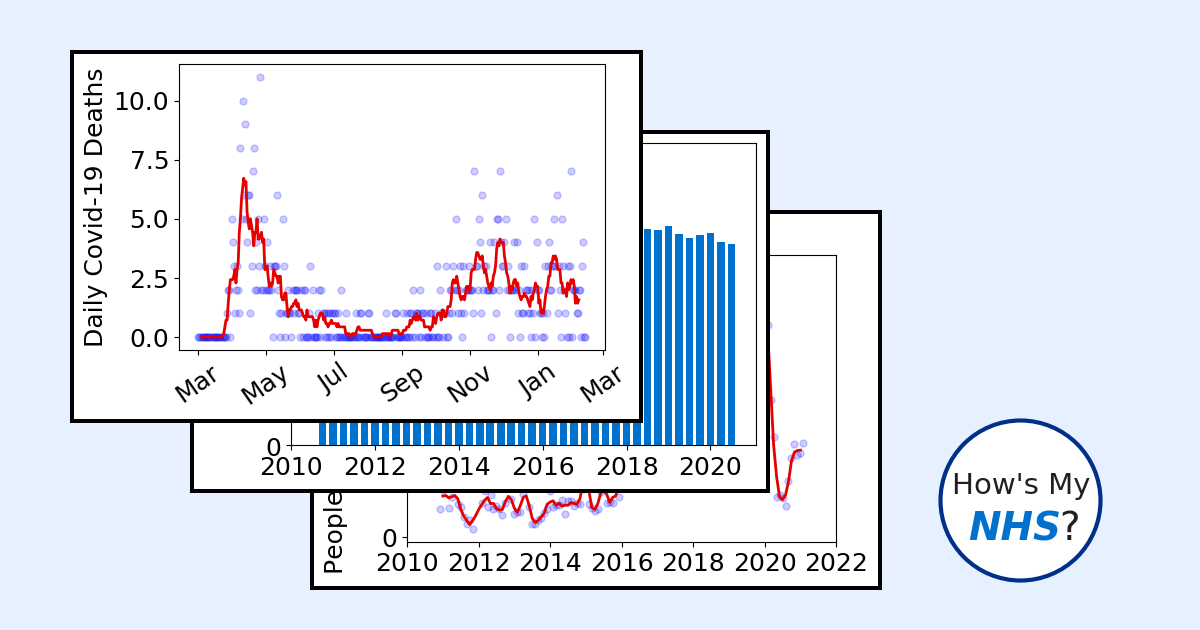 Daily Covid-19 Deaths
10.0
7.5
5.0
2.5
0.0
Mar May Jul Sep Nov Jan Mar
0
2010 2012 2014 2016 2018 2020
People
0
2010 2012 2014 2016 2018 2020 2022
How's My
NHS?